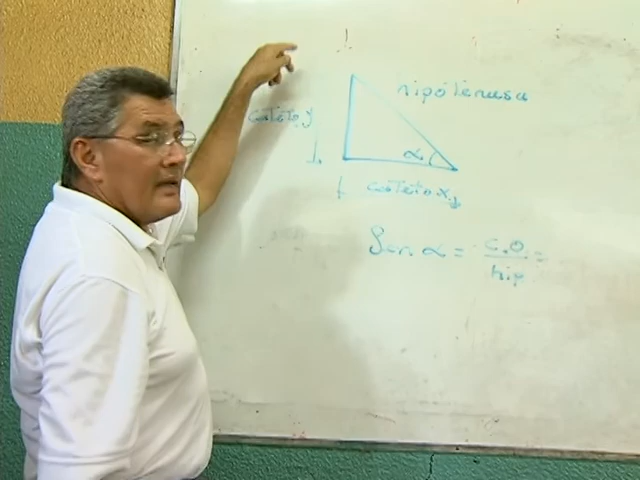 hipótenusa
cateto y
α
cateto x
Sen α = c.o. =
hip